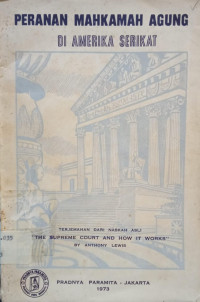 PERANAN MAHKAMAH AGUNG
DI AMERIKA SERIKAT
TERJEMAHAN DARI NASKAH ASLI
"THE SUPREME COURT AND HOW IT WORKS"
BY ANTHONY LEWIS
PRADNYA PARAMITA - JAKARTA
1973